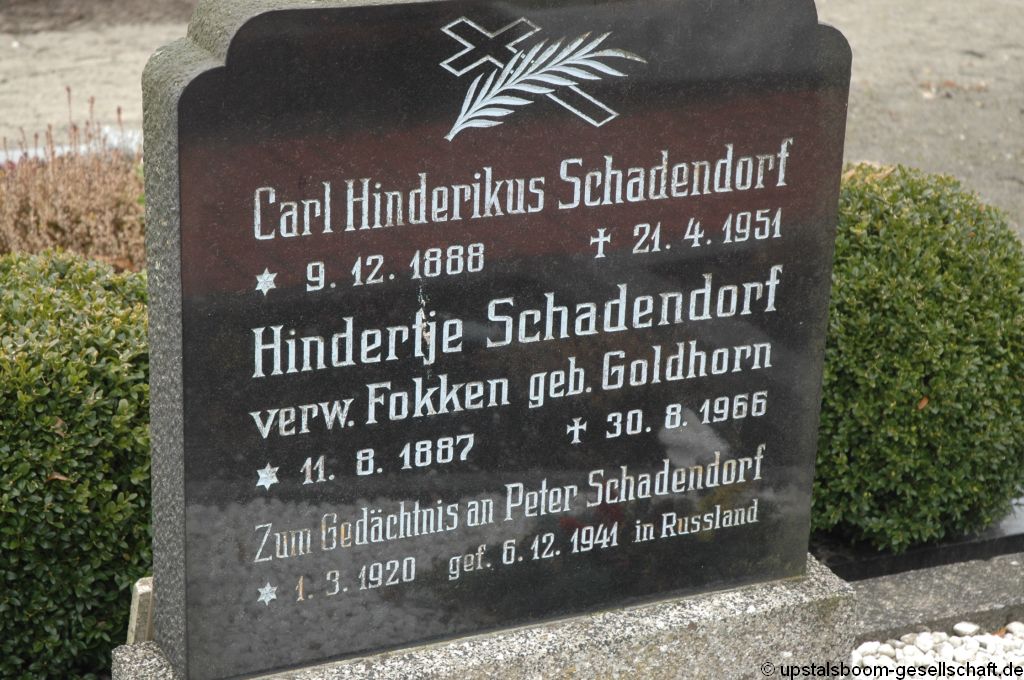 Carl Hinderikus Schadendorf
* 9. 12. 1888 † 21. 4. 1951
Hindertje Schadendorf
verw. Fokken geb. Goldhorn
* 11. 8. 1887 † 30. 8. 1966
Zum Gedächtnis an Peter Schadendorf
* 1. 3. 1920 gef. 6. 12. 1941 in Russland
© upstalsboom-gesellschaft.de